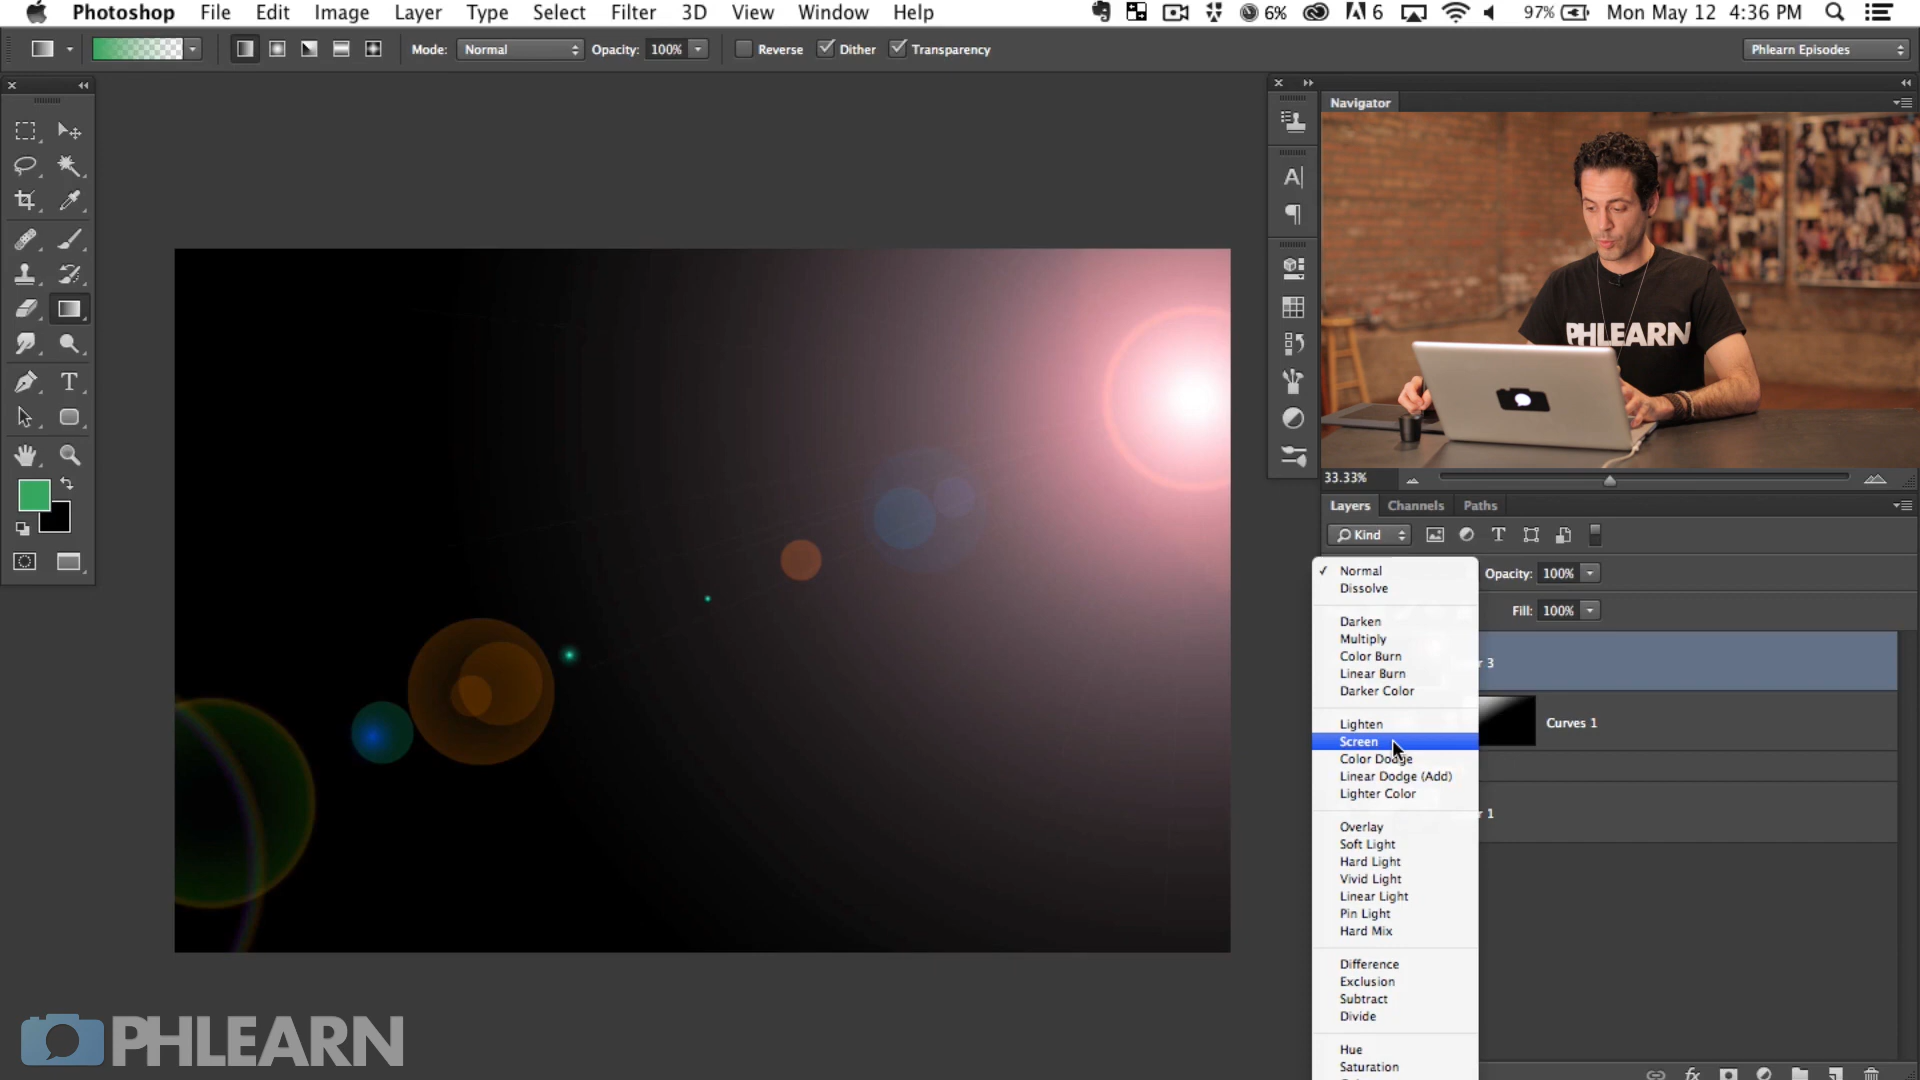 Photoshop File Edit Image Layer Type Select Filter 3D View Window Help 6% 6 97% Mon May 12 4:36 PM
Mode: Normal Opacity: 100% Reverse Dither Transparency Phlearn Episodes
Navigator
PHLEARN
33.33%
Layers Channels Paths
Kind
Normal
Dissolve
Darken
Multiply
Color Burn
Linear Burn
Darker Color
Lighten
Screen
Color Dodge
Linear Dodge (Add)
Lighter Color
Overlay
Soft Light
Hard Light
Vivid Light
Linear Light
Pin Light
Hard Mix
Difference
Exclusion
Subtract
Divide
Hue
Saturation
Opacity: 100%
Fill: 100%
r 3
Curves 1
r 1
fx
PHLEARN